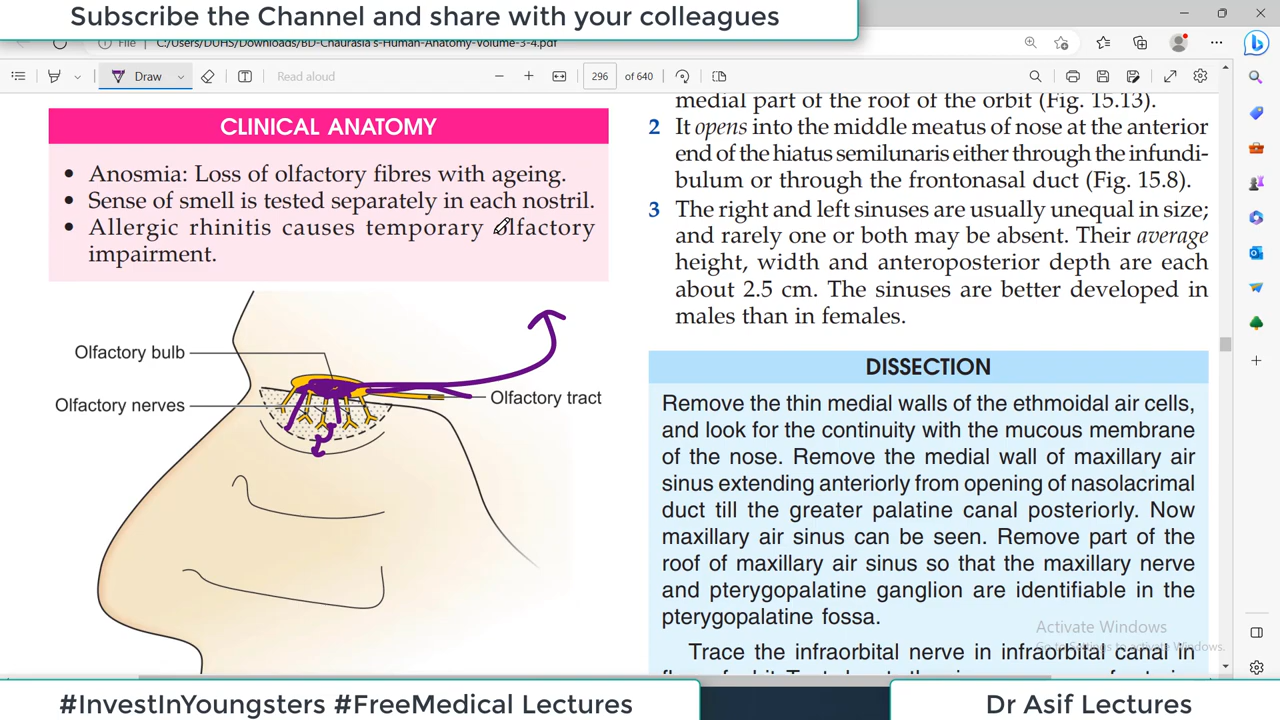 Subscribe the Channel and share with your colleagues
File
C:/Users/DUHS/Downloads/BD-Chaurasia's-Human-Anatomy-Volume-3-4.pdf
Draw
Read aloud
296
of 640
CLINICAL ANATOMY
• Anosmia: Loss of olfactory fibres with ageing.
• Sense of smell is tested separately in each nostril.
• Allergic rhinitis causes temporary olfactory
impairment.
Olfactory bulb
Olfactory nerves
Olfactory tract
medial part of the roof of the orbit (Fig. 15.13).
2 It opens into the middle meatus of nose at the anterior
end of the hiatus semilunaris either through the infundi-
bulum or through the frontonasal duct (Fig. 15.8).
3 The right and left sinuses are usually unequal in size;
and rarely one or both may be absent. Their average
height, width and anteroposterior depth are each
about 2.5 cm. The sinuses are better developed in
males than in females.
DISSECTION
Remove the thin medial walls of the ethmoidal air cells,
and look for the continuity with the mucous membrane
of the nose. Remove the medial wall of maxillary air
sinus extending anteriorly from opening of nasolacrimal
duct till the greater palatine canal posteriorly. Now
maxillary air sinus can be seen. Remove part of the
roof of maxillary air sinus so that the maxillary nerve
and pterygopalatine ganglion are identifiable in the
pterygopalatine fossa.
Trace the infraorbital nerve in infraorbital canal in
Activate Windows
Go to Settings to activate Windows.
#InvestInYoungsters #FreeMedical Lectures
Dr Asif Lectures